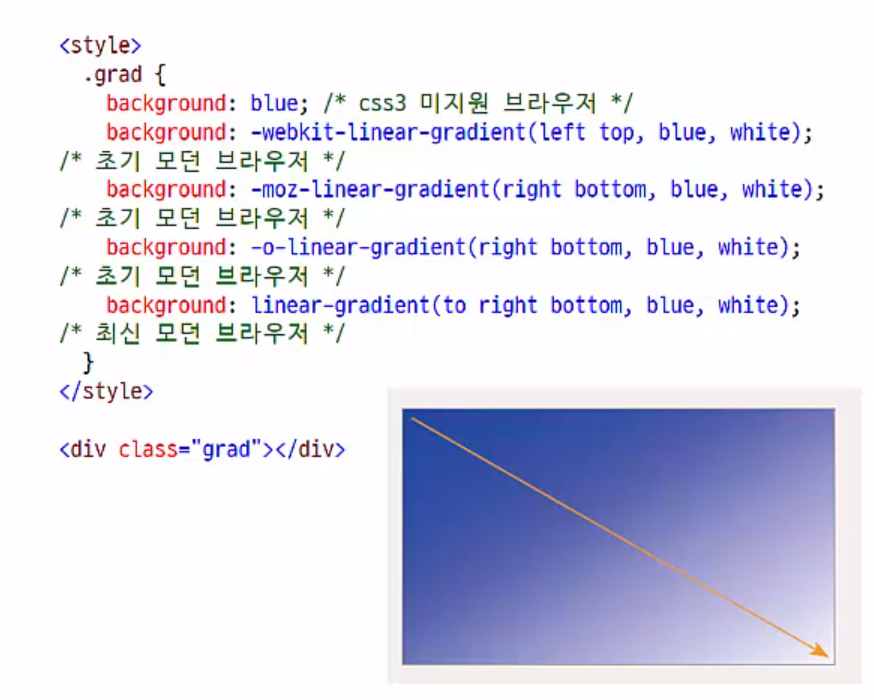 <style>
.grad {
background: blue; /* css3 미지원 브라우저 */
background: -webkit-linear-gradient(left top, blue, white);
/* 초기 모던 브라우저 */
background: -moz-linear-gradient(right bottom, blue, white);
/* 초기 모던 브라우저 */
background: -o-linear-gradient(right bottom, blue, white);
/* 초기 모던 브라우저 */
background: linear-gradient(to right bottom, blue, white);
/* 최신 모던 브라우저 */
}
</style>
<div class="grad"></div>